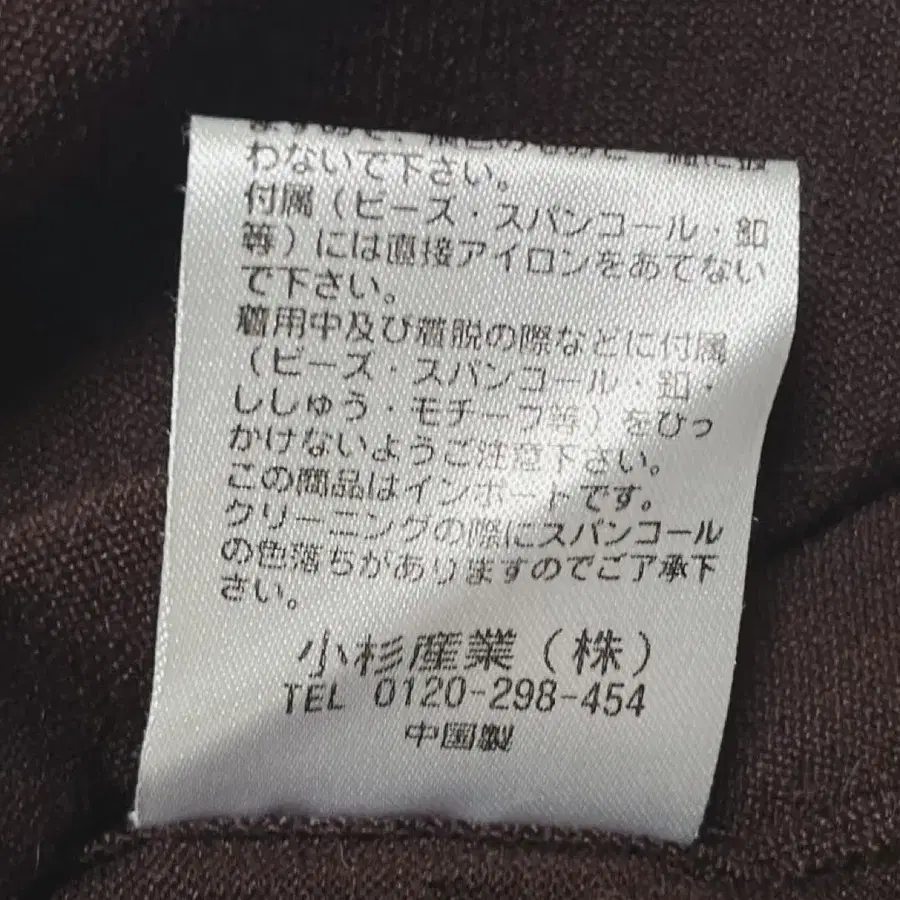 わないで下さい。
付属（ビーズ・スパンコール・釦
等）には直接アイロンをあてない
で下さい。
着用中及び着脱の際などに付属
（ビーズ・スパンコール・釦・
ししゅう・モチーフ等）をひっ
かけないようご注意下さい。
この商品はインポートです。
クリーニングの際にスパンコール
の色落ちがありますのでご了承下
さい。
小杉産業（株）
TEL 0120-298-454
中国製